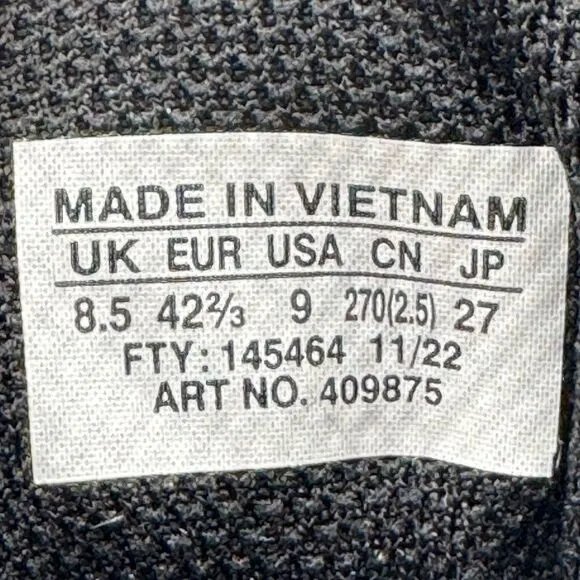 MADE IN VIETNAM
UK EUR USA CN JP
8.5 42⅔ 9 270(2.5) 27
FTY: 145464 11/22
ART NO. 409875